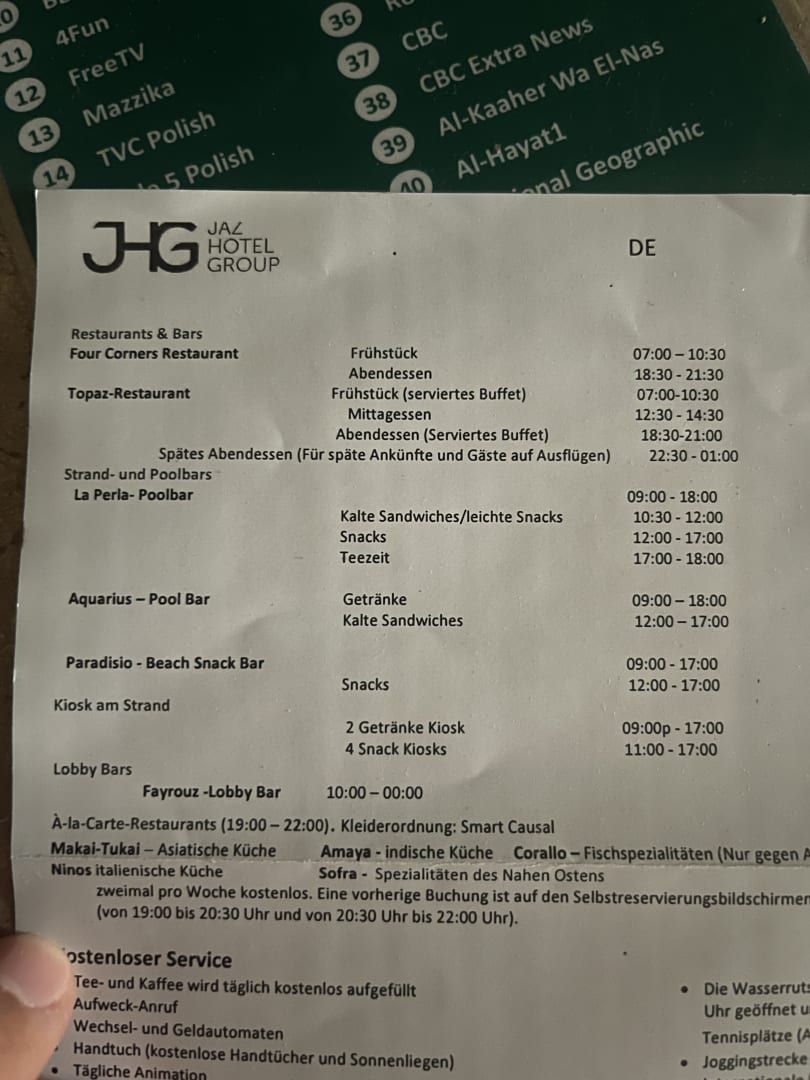 11 4Fun
12 FreeTV
13 Mazzika
14 TVC Polish
5 Polish
36
37 CBC
38 CBC Extra News
39 Al-Kaaher Wa El-Nas
40 Al-Hayat1
onal Geographic
JHG JAZ HOTEL GROUP
DE
Restaurants & Bars
Four Corners Restaurant Frühstück 07:00 – 10:30
Abendessen 18:30 - 21:30
Topaz-Restaurant Frühstück (serviertes Buffet) 07:00-10:30
Mittagessen 12:30 - 14:30
Abendessen (Serviertes Buffet) 18:30-21:00
Spätes Abendessen (Für späte Ankünfte und Gäste auf Ausflügen) 22:30 - 01:00
Strand- und Poolbars
La Perla- Poolbar 09:00 - 18:00
Kalte Sandwiches/leichte Snacks 10:30 - 12:00
Snacks 12:00 - 17:00
Teezeit 17:00 - 18:00
Aquarius – Pool Bar Getränke 09:00 – 18:00
Kalte Sandwiches 12:00 – 17:00
Paradisio - Beach Snack Bar 09:00 - 17:00
Snacks 12:00 - 17:00
Kiosk am Strand
2 Getränke Kiosk 09:00p - 17:00
4 Snack Kiosks 11:00 - 17:00
Lobby Bars
Fayrouz -Lobby Bar 10:00 – 00:00
À-la-Carte-Restaurants (19:00 – 22:00). Kleiderordnung: Smart Causal
Makai-Tukai – Asiatische Küche Amaya - indische Küche Corallo – Fischspezialitäten (Nur gegen A
Ninos italienische Küche Sofra - Spezialitäten des Nahen Ostens
zweimal pro Woche kostenlos. Eine vorherige Buchung ist auf den Selbstreservierungsbildschirmen
(von 19:00 bis 20:30 Uhr und von 20:30 Uhr bis 22:00 Uhr).
ostenloser Service
Tee- und Kaffee wird täglich kostenlos aufgefüllt
Aufweck-Anruf
Wechsel- und Geldautomaten
• Handtuch (kostenlose Handtücher und Sonnenliegen)
• Tägliche Animation
• Die Wasserruts
Uhr geöffnet u
Tennisplätze (A
• Joggingstrecke